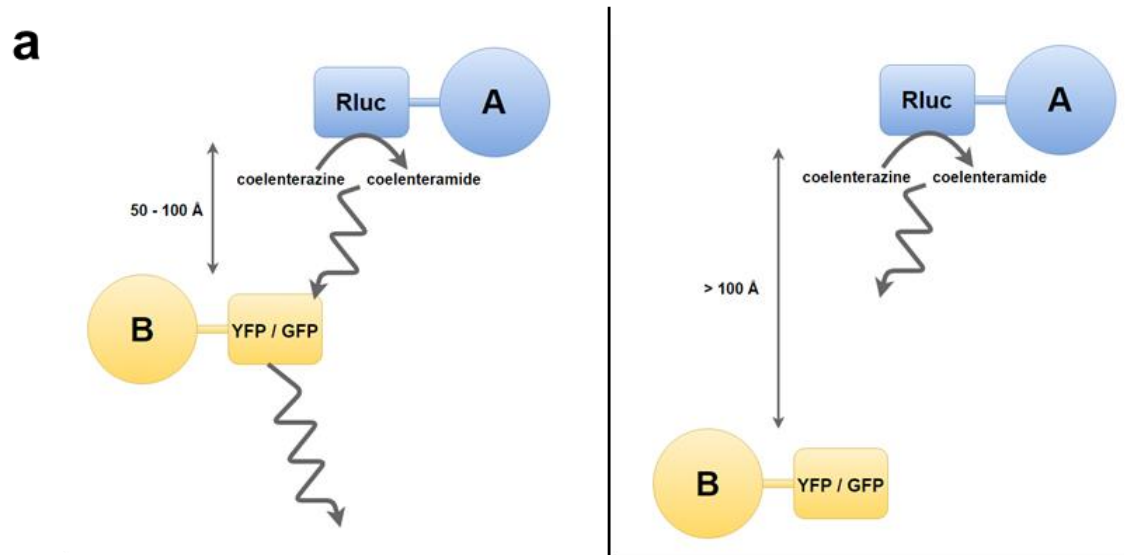 a
Rluc
A
coelenterazine
coelenteramide
50 - 100 Å
B
YFP / GFP
Rluc
A
coelenterazine
coelenteramide
> 100 Å
B
YFP / GFP